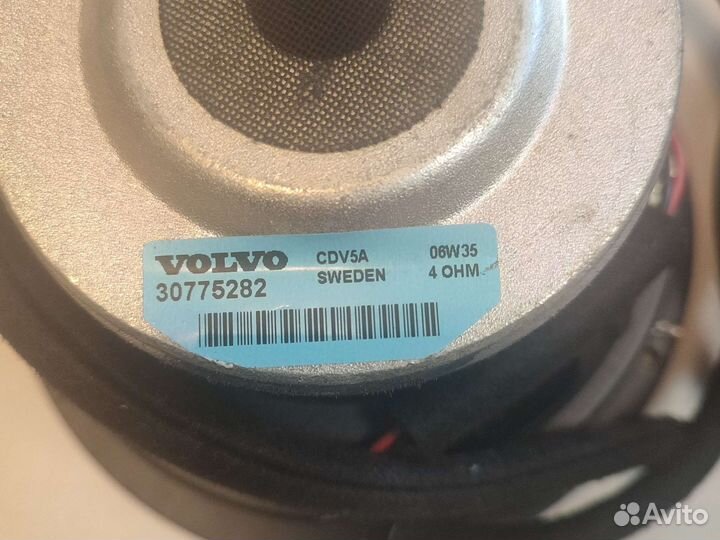 VOLVO CDV5A 06W35
30775282 SWEDEN 4 OHM
Avito